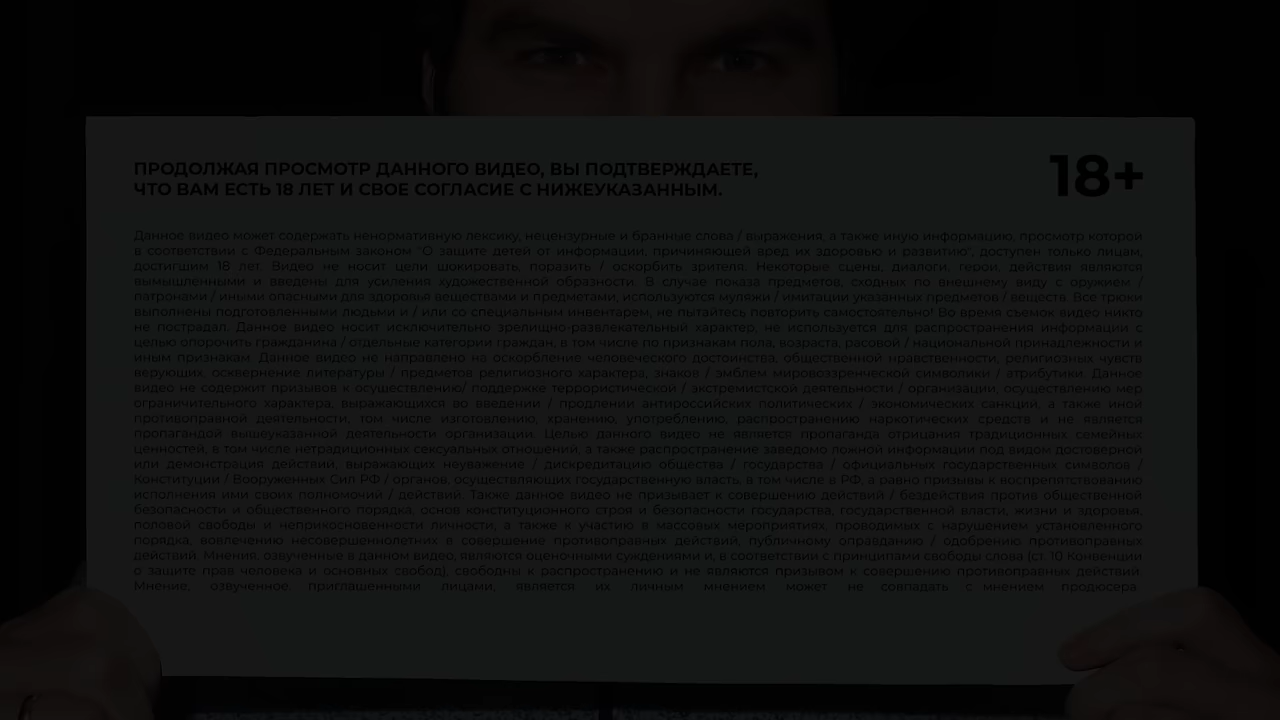 ПРОДОЛЖАЯ ПРОСМОТР ДАННОГО ВИДЕО, ВЫ ПОДТВЕРЖДАЕТЕ,
ЧТО ВАМ ЕСТЬ 18 ЛЕТ И СВОЕ СОГЛАСИЕ С НИЖЕУКАЗАННЫМ.
18+
Данное видео может содержать ненормативную лексику, нецензурные и бранные слова / выражения, а также иную информацию, просмотр которой
в соответствии с Федеральным законом "О защите детей от информации, причиняющей вред их здоровью и развитию", доступен только лицам,
достигшим 18 лет. Видео не носит цели шокировать, поразить / оскорбить зрителя. Некоторые сцены, диалоги, герои, действия являются
вымышленными и введены для усиления художественной образности. В случае показа предметов, сходных по внешнему виду с оружием /
патронами / иными опасными для здоровья веществами и предметами, используются муляжи / имитации указанных предметов / веществ. Все трюки
выполнены подготовленными людьми и / или со специальным инвентарем, не пытайтесь повторить самостоятельно! Во время съемок видео никто
не пострадал. Данное видео носит исключительно зрелищно-развлекательный характер, не используется для распространения информации с
целью опорочить гражданина / отдельные категории граждан, в том числе по признакам пола, возраста, расовой / национальной принадлежности и
иным признакам. Данное видео не направлено на оскорбление человеческого достоинства, общественной нравственности, религиозных чувств
верующих, осквернение литературы / предметов религиозного характера, знаков / эмблем мировоззренческой символики / атрибутики. Данное
видео не содержит призывов к осуществлению/ поддержке террористической / экстремистской деятельности / организации, осуществлению мер
ограничительного характера, выражающихся во введении / продлении антироссийских политических / экономических санкций, а также иной
противоправной деятельности, том числе изготовлению, хранению, употреблению, распространению наркотических средств и не является
пропагандой вышеуказанной деятельности организации. Целью данного видео не является пропаганда отрицания традиционных семейных
ценностей, в том числе нетрадиционных сексуальных отношений, а также распространение заведомо ложной информации под видом достоверной
или демонстрация действий, выражающих неуважение / дискредитацию общества / государства / официальных государственных символов /
Конституции / Вооруженных Сил РФ / органов, осуществляющих государственную власть, в том числе в РФ, а равно призывы к воспрепятствованию
исполнения ими своих полномочий / действий. Также данное видео не призывает к совершению действий / бездействия против общественной
безопасности и общественного порядка, основ конституционного строя и безопасности государства, государственной власти, жизни и здоровья,
половой свободы и неприкосновенности личности, а также к участию в массовых мероприятиях, проводимых с нарушением установленного
порядка, вовлечению несовершеннолетних в совершение противоправных действий, публичному оправданию / одобрению противоправных
действий. Мнения, озвученные в данном видео, являются оценочными суждениями и, в соответствии с принципами свободы слова (ст. 10 Конвенции
о защите прав человека и основных свобод), свободны к распространению и не являются призывом к совершению противоправных действий.
Мнение, озвученное приглашенными лицами, является их личным мнением может не совпадать с мнением продюсера.